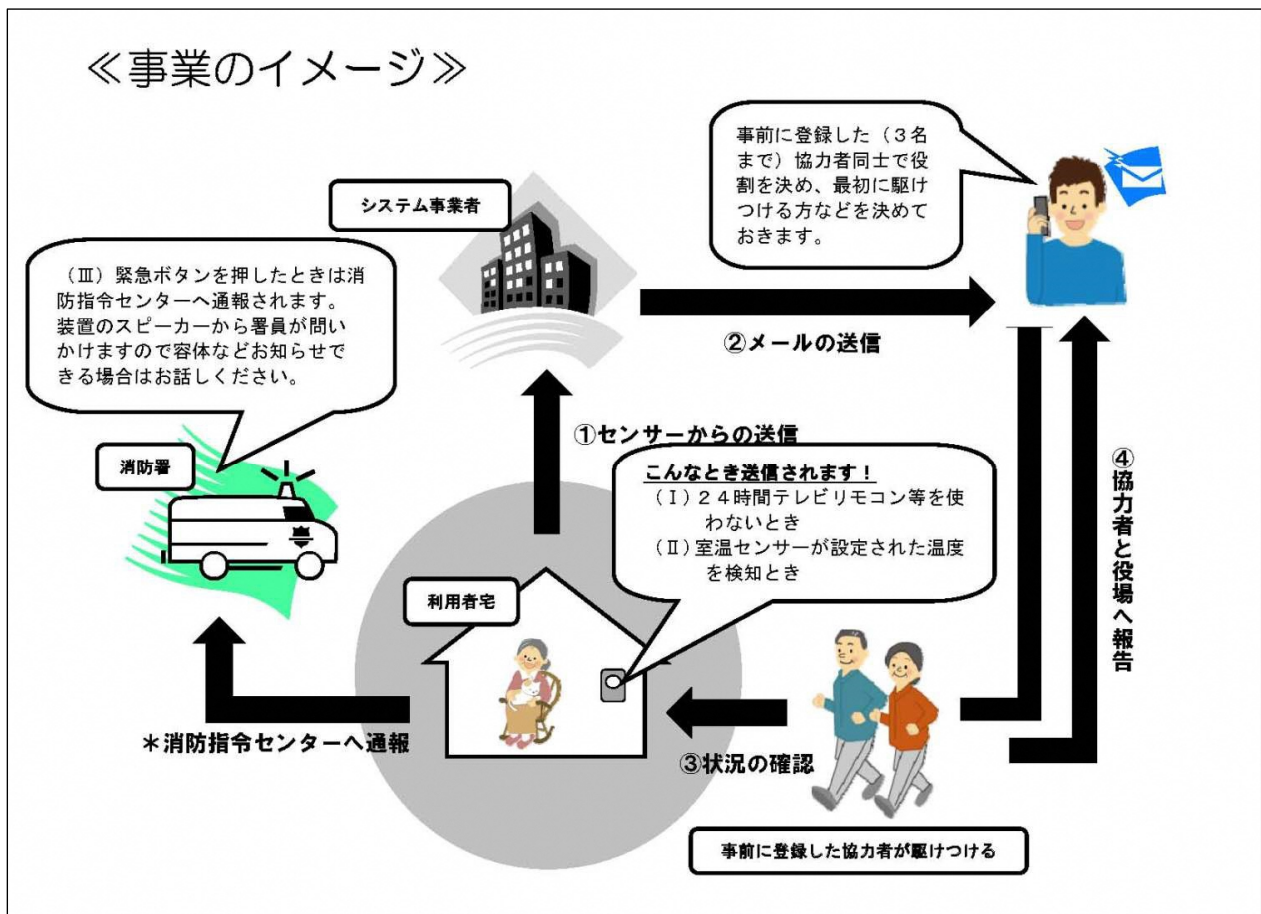 ≪事業のイメージ≫
事前に登録した（３名
まで）協力者同士で役
割を決め、最初に駆け
つける方などを決めて
おきます。
システム事業者
（Ⅲ）緊急ボタンを押したときは消
防指令センターへ通報されます。
装置のスピーカーから署員が問い
かけますので容体などお知らせで
きる場合はお話しください。
②メールの送信
①センサーからの送信
消防署
こんなとき送信されます！
（Ⅰ）２４時間テレビリモコン等を使
わないとき
（Ⅱ）室温センサーが設定された温度
を検知とき
利用者宅
④協力者と役場へ報告
＊消防指令センターへ通報
③状況の確認
事前に登録した協力者が駆けつける